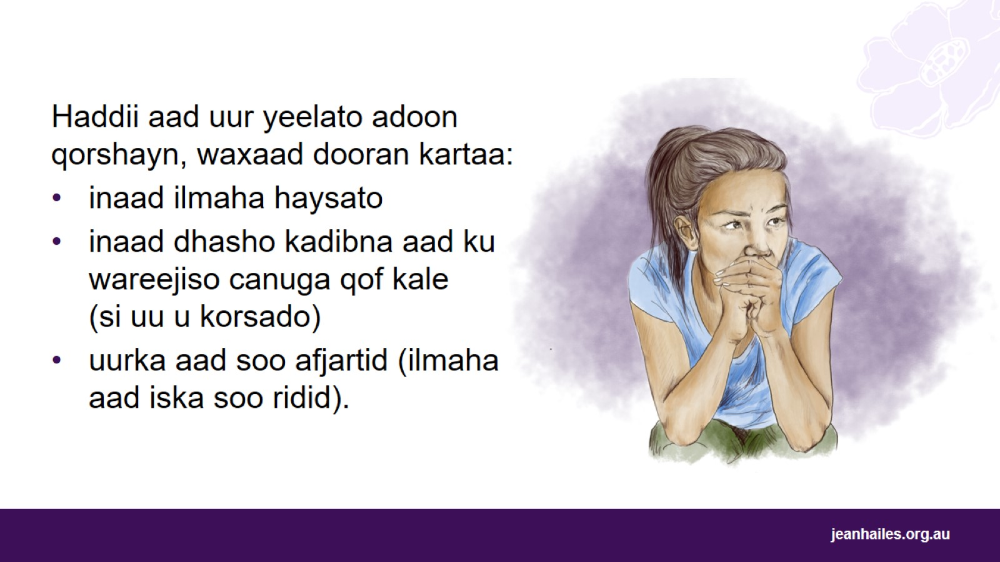 Haddii aad uur yeelato adoon
qorshayn, waxaad dooran kartaa:
• inaad ilmaha haysato
• inaad dhasho kadibna aad ku
wareejiso canuga qof kale
(si uu u korsado)
• uurka aad soo afjartid (ilmaha
aad iska soo ridid).
jeanhailes.org.au